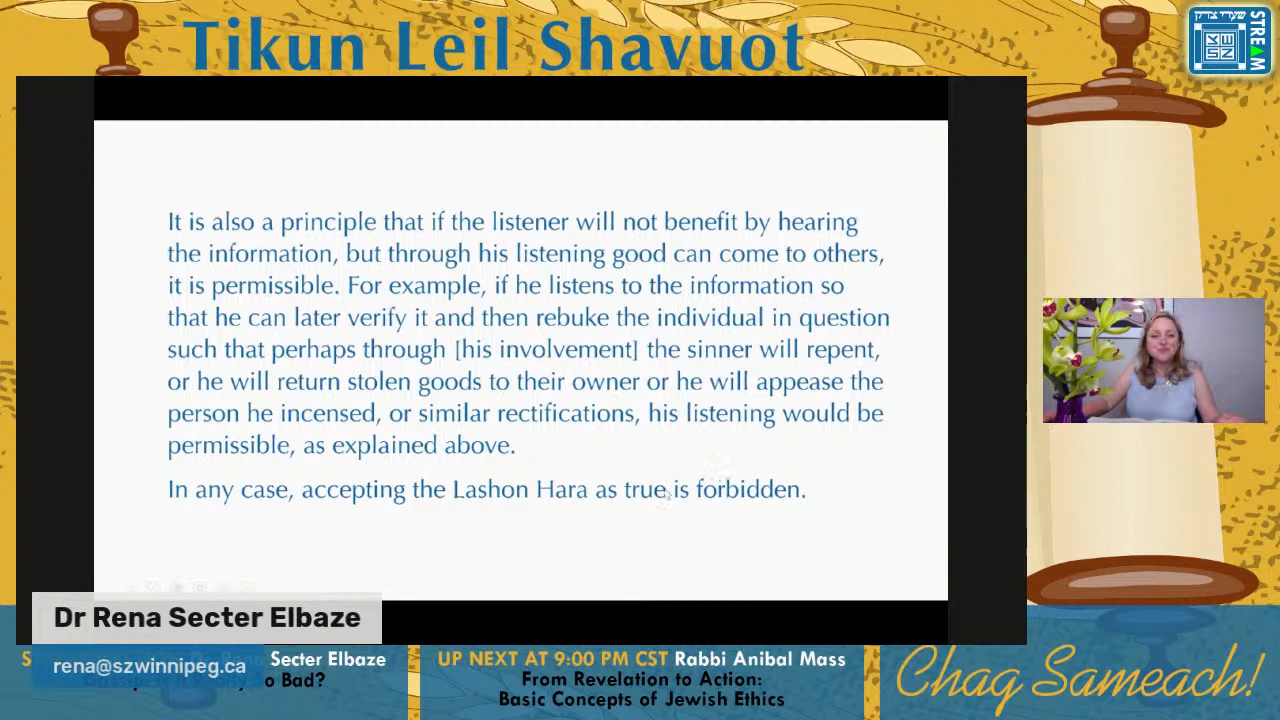 Tikun Leil Shavuot
שערי צדק
STREAM
It is also a principle that if the listener will not benefit by hearing
the information, but through his listening good can come to others,
it is permissible. For example, if he listens to the information so
that he can later verify it and then rebuke the individual in question
such that perhaps through [his involvement] the sinner will repent,
or he will return stolen goods to their owner or he will appease the
person he incensed, or similar rectifications, his listening would be
permissible, as explained above.
In any case, accepting the Lashon Hara as true is forbidden.
Dr Rena Secter Elbaze
rena@szwinnipeg.ca
Secter Elbaze
Bad?
UP NEXT AT 9:00 PM CST Rabbi Anibal Mass
From Revelation to Action:
Basic Concepts of Jewish Ethics
Chag Sameach!